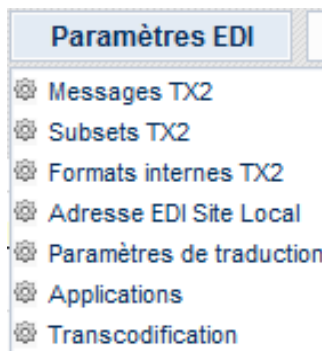 Paramètres EDI
Messages TX2
Subsets TX2
Formats internes TX2
Adresse EDI Site Local
Paramètres de traduction
Applications
Transcodification